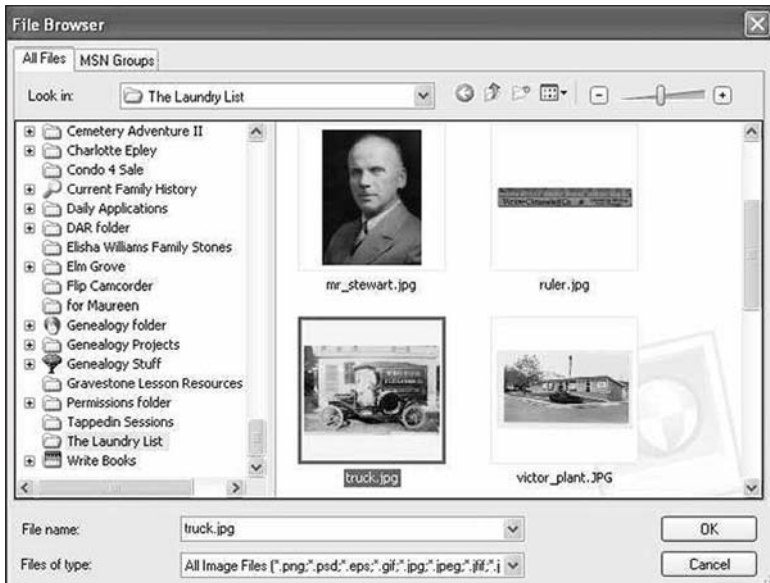 File Browser
All Files MSN Groups
Look in: The Laundry List
Cemetery Adventure II
Charlotte Epley
Condo 4 Sale
Current Family History
Daily Applications
DAR folder
Elisha Williams Family Stones
Elm Grove
Flip Camcorder
for Maureen
Genealogy folder
Genealogy Projects
Genealogy Stuff
Gravestone Lesson Resources
Permissions folder
Tappedin Sessions
The Laundry List
Write Books
mr_stewart.jpg
ruler.jpg
truck.jpg
victor_plant.JPG
File name: truck.jpg
OK
Files of type: All Image Files (*.png;*.psd;*.eps;*.gif;*.jpg;*.jpeg;*.jfif;*.j
Cancel